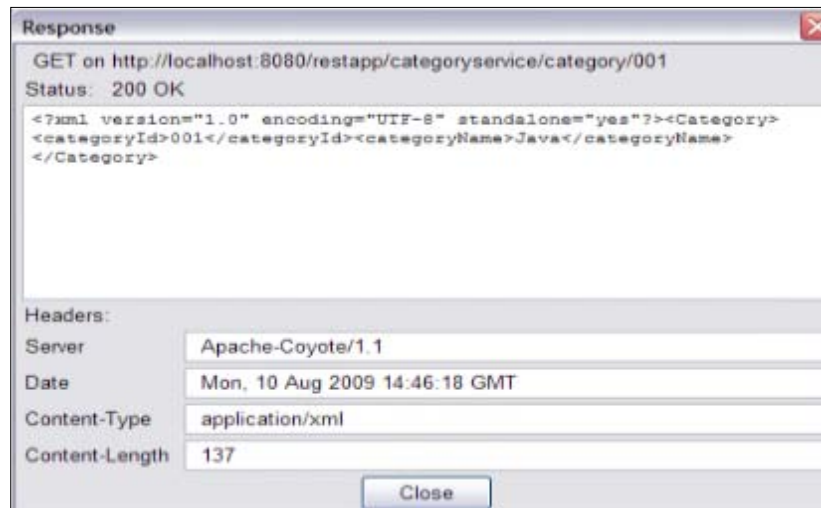 Response
GET on http://localhost:8080/restapp/categoryservice/category/001
Status: 200 OK
<?xml version="1.0" encoding="UTF-8" standalone="yes"?><Category>
<categoryId>001</categoryId><categoryName>Java</categoryName>
</Category>
Headers:
Server Apache-Coyote/1.1
Date Mon, 10 Aug 2009 14:46:18 GMT
Content-Type application/xml
Content-Length 137
Close